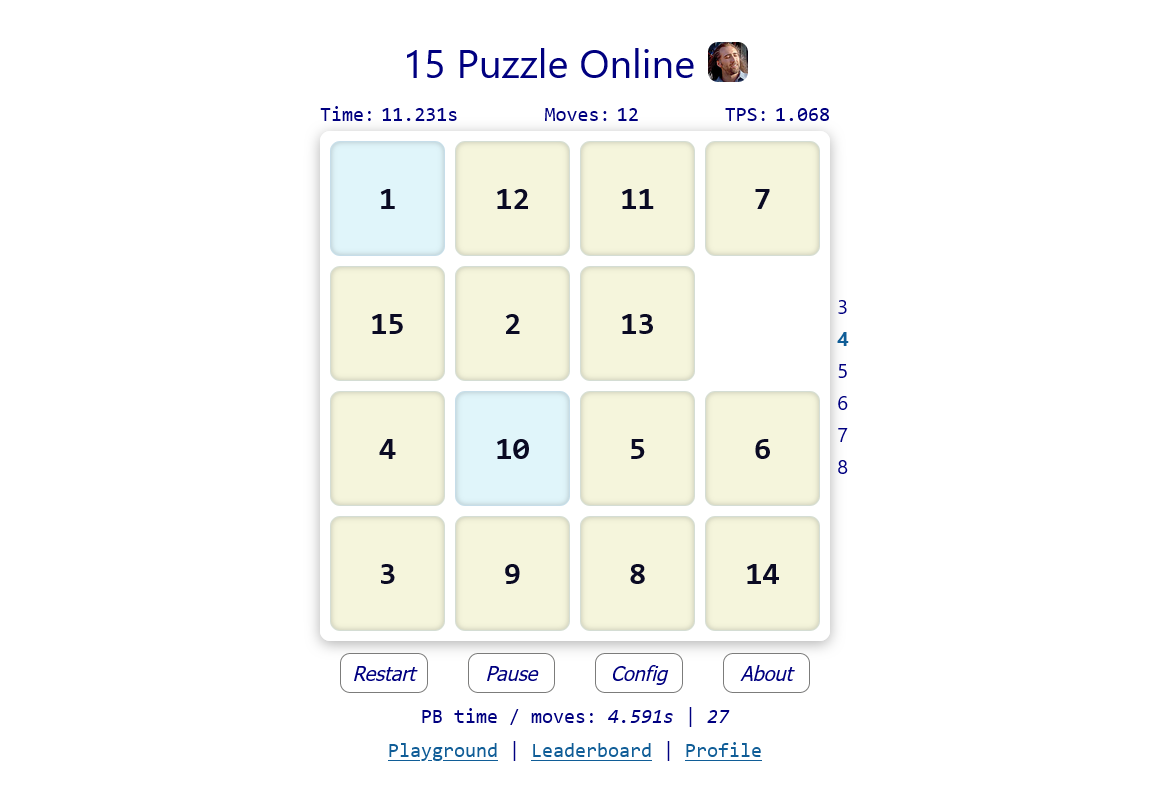 15 Puzzle Online
Time: 11.231s Moves: 12 TPS: 1.068
1 12 11 7
15 2 13
4 10 5 6
3 9 8 14
3
4
5
6
7
8
Restart Pause Config About
PB time / moves: 4.591s | 27
Playground | Leaderboard | Profile